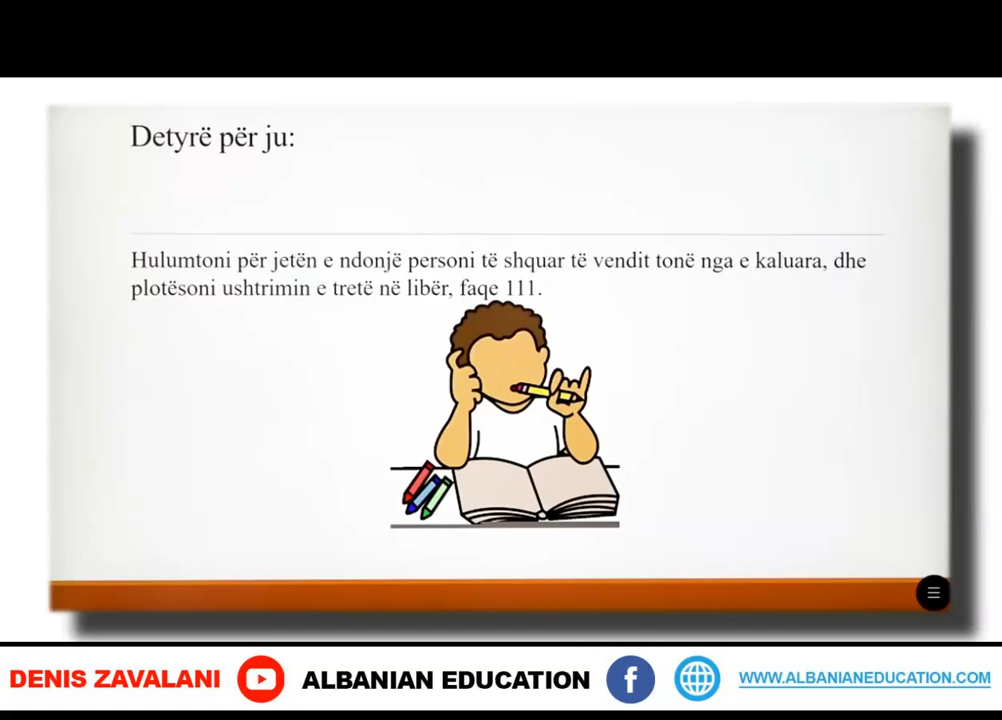 Detyrë për ju:
Hulumtoni për jetën e ndonjë personi të shquar të vendit tonë nga e kaluara, dhe
plotësoni ushtrimin e tretë në libër, faqe 111.
DENIS ZAVALANI
ALBANIAN EDUCATION
WWW.ALBANIANEDUCATION.COM